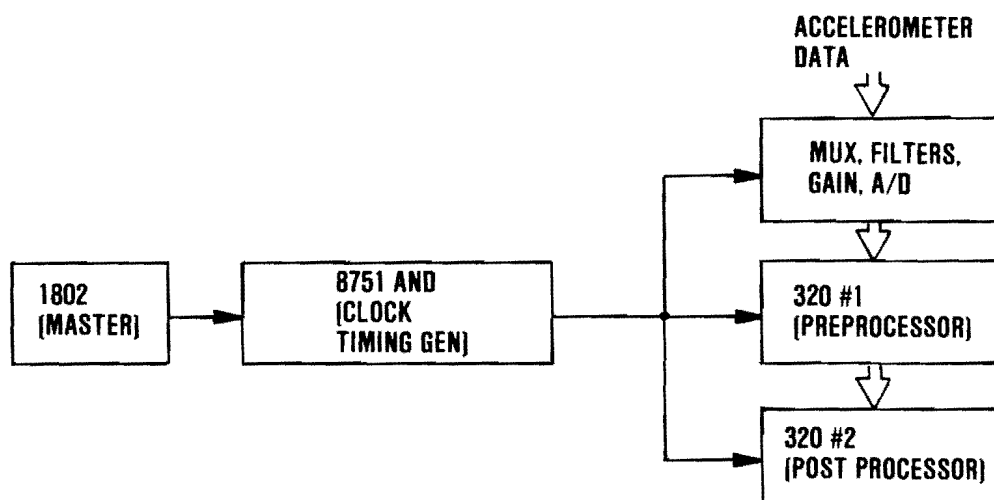 ACCELEROMETER
DATA
MUX, FILTERS,
GAIN, A/D
1802
(MASTER)
8751 AND
(CLOCK
TIMING GEN)
320 #1
(PREPROCESSOR)
320 #2
(POST PROCESSOR)